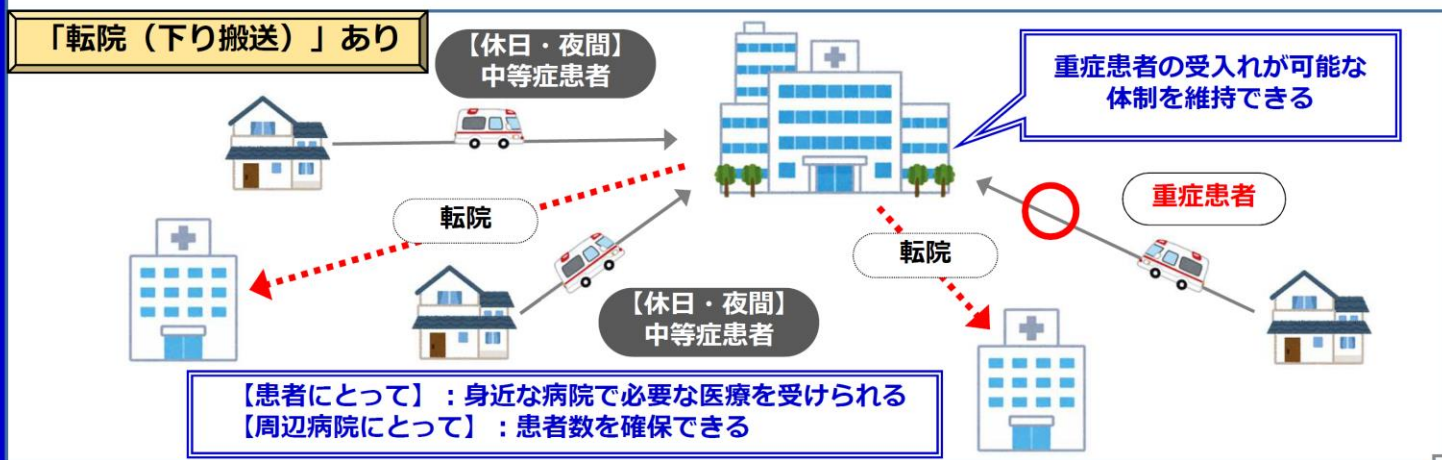 「転院（下り搬送）」あり
【休日・夜間】
中等症患者
重症患者の受入れが可能な
体制を維持できる
転院
重症患者
転院
【休日・夜間】
中等症患者
【患者にとって】：身近な病院で必要な医療を受けられる
【周辺病院にとって】：患者数を確保できる